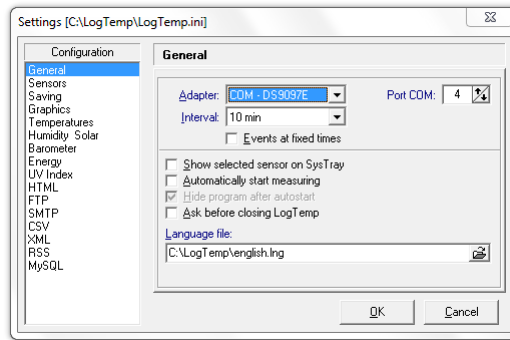 Settings [C:\LogTemp\LogTemp.ini]
Configuration
General
Sensors
Saving
Graphics
Temperatures
Humidity Solar
Barometer
Energy
UV Index
HTML
FTP
SMTP
CSV
XML
RSS
MySQL
General
Adapter: COM - DS9097E Port COM: 4
Interval: 10 min
Events at fixed times
Show selected sensor on SysTray
Automatically start measuring
Hide program after autostart
Ask before closing LogTemp
Language file:
C:\LogTemp\english.lng
OK Cancel